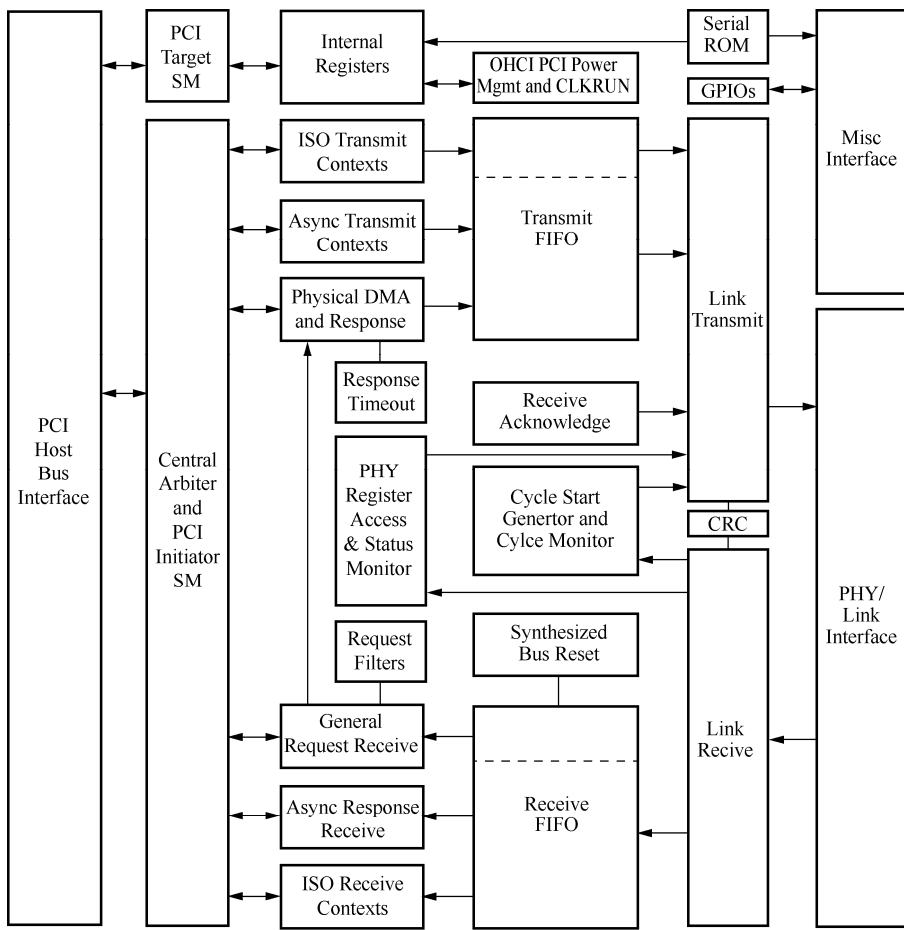 PCI
Target
SM
Internal
Registers
Serial
ROM
OHCI PCI Power
Mgmt and CLKRUN
GPIOs
Misc
Interface
ISO Transmit
Contexts
Async Transmit
Contexts
Transmit
FIFO
Physical DMA
and Response
Link
Transmit
Response
Timeout
Receive
Acknowledge
PCI
Host
Bus
Interface
Central
Arbiter and
PCI
Initiator
SM
PHY
Register
Access
& Status
Monitor
Cycle Start
Genertor and
Cylce Monitor
CRC
PHY/
Link
Interface
Request
Filters
Synthesized
Bus Reset
General
Request Receive
Link
Recive
Async Response
Receive
Receive
FIFO
ISO Receive
Contexts